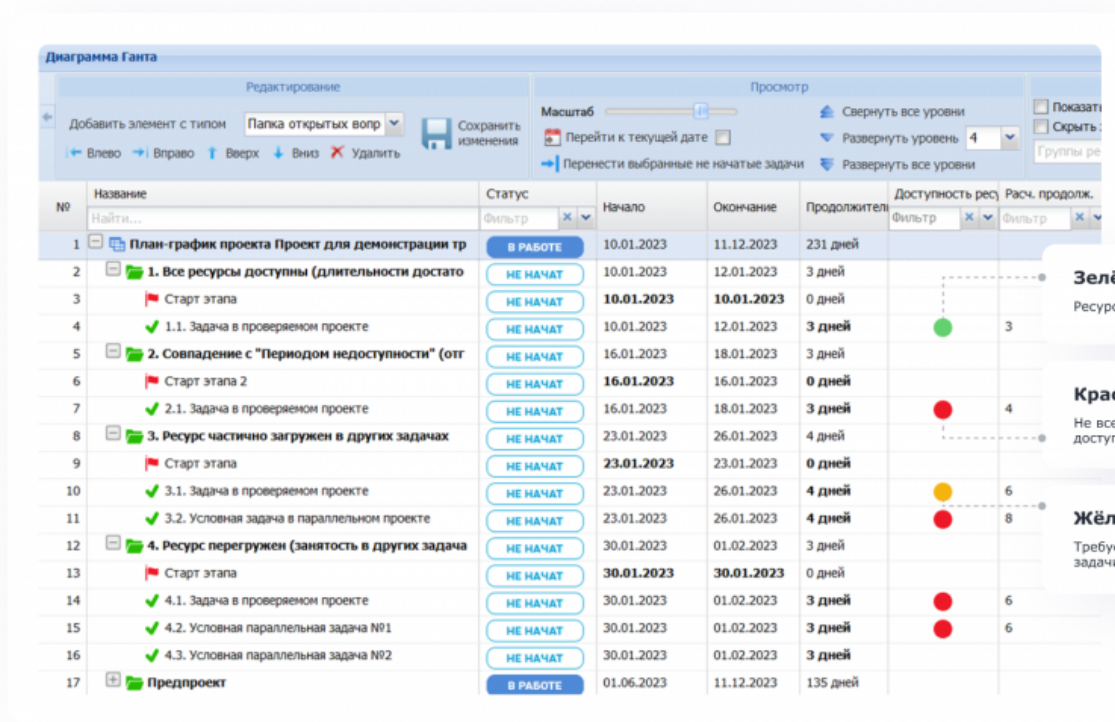 Диаграмма Ганта
Редактирование
Просмотр
Добавить элемент с типом Папка открытых вопр
Сохранить изменения
Влево Вправо Вверх Вниз Удалить
Масштаб
Перейти к текущей дате
Перенести выбранные не начатые задачи
Свернуть все уровни
Развернуть уровень 4
Развернуть все уровни
Показать
Скрыть
Группы ре
№ Название Статус Начало Окончание Продолжител Доступность ресу Расч. продолж.
Найти... Фильтр Фильтр Фильтр
1 План-график проекта Проект для демонстрации тр В РАБОТЕ 10.01.2023 11.12.2023 231 дней
2 1. Все ресурсы доступны (длительности достато НЕ НАЧАТ 10.01.2023 12.01.2023 3 дней
3 Старт этапа НЕ НАЧАТ 10.01.2023 10.01.2023 0 дней
4 1.1. Задача в проверяемом проекте НЕ НАЧАТ 10.01.2023 12.01.2023 3 дней 3
5 2. Совпадение с "Периодом недоступности" (отг НЕ НАЧАТ 16.01.2023 18.01.2023 3 дней
6 Старт этапа 2 НЕ НАЧАТ 16.01.2023 16.01.2023 0 дней
7 2.1. Задача в проверяемом проекте НЕ НАЧАТ 16.01.2023 18.01.2023 3 дней 4
8 3. Ресурс частично загружен в других задачах НЕ НАЧАТ 23.01.2023 26.01.2023 4 дней
9 Старт этапа НЕ НАЧАТ 23.01.2023 23.01.2023 0 дней
10 3.1. Задача в проверяемом проекте НЕ НАЧАТ 23.01.2023 26.01.2023 4 дней 6
11 3.2. Условная задача в параллельном проекте НЕ НАЧАТ 23.01.2023 26.01.2023 4 дней 8
12 4. Ресурс перегружен (занятость в других задача НЕ НАЧАТ 30.01.2023 01.02.2023 3 дней
13 Старт этапа НЕ НАЧАТ 30.01.2023 30.01.2023 0 дней
14 4.1. Задача в проверяемом проекте НЕ НАЧАТ 30.01.2023 01.02.2023 3 дней 6
15 4.2. Условная параллельная задача №1 НЕ НАЧАТ 30.01.2023 01.02.2023 3 дней 6
16 4.3. Условная параллельная задача №2 НЕ НАЧАТ 30.01.2023 01.02.2023 3 дней
17 Предпроект В РАБОТЕ 01.06.2023 11.12.2023 135 дней
Зелё
Ресурс
Крас
Не все
доступ
Жёл
Требу
задачи